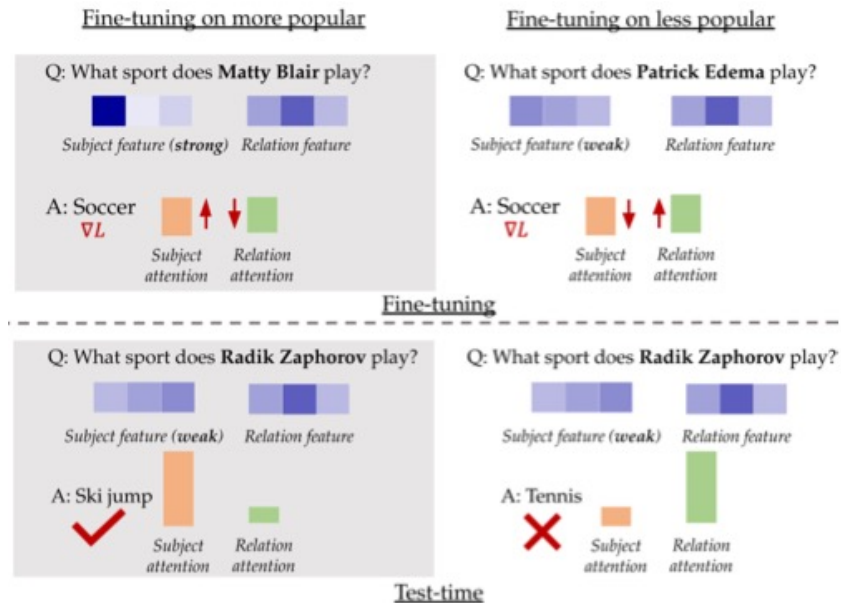 Fine-tuning on more popular
Fine-tuning on less popular
Q: What sport does Matty Blair play?
Subject feature (strong) Relation feature
A: Soccer
∇L
Subject attention
Relation attention
Q: What sport does Patrick Edema play?
Subject feature (weak) Relation feature
A: Soccer
∇L
Subject attention
Relation attention
Fine-tuning
Q: What sport does Radik Zaphorov play?
Subject feature (weak) Relation feature
A: Ski jump
Subject attention
Relation attention
Q: What sport does Radik Zaphorov play?
Subject feature (weak) Relation feature
A: Tennis
Subject attention
Relation attention
Test-time